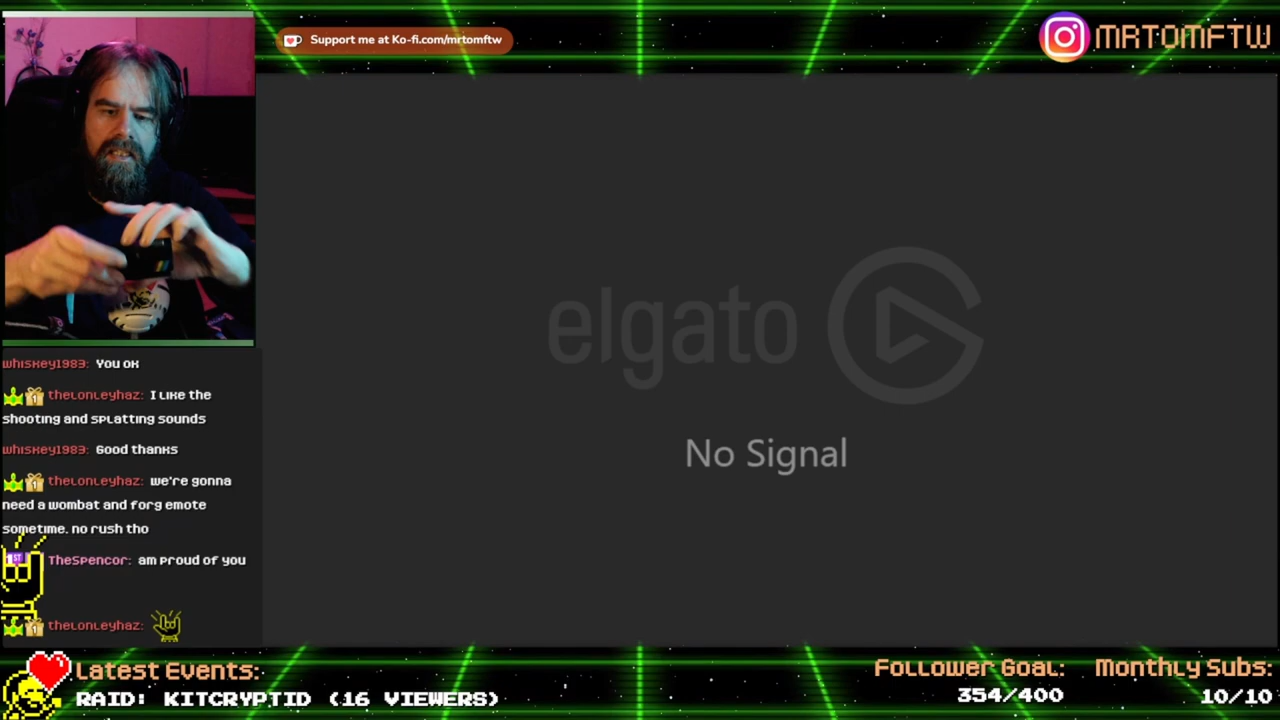 Support me at Ko-fi.com/mrtomftw
MRTOMFTW
elgato
No Signal
whiskey1983: You ok
thelonleyhaz: I like the
shooting and splatting sounds
whiskey1983: Good thanks
thelonleyhaz: we're gonna
need a wombat and forg emote
sometime. no rush tho
1ST TheSpencor: am proud of you
thelonleyhaz:
Latest Events:
RAID: KITCRYPTID (16 VIEWERS)
Follower Goal:
354/400
Monthly Subs:
10/10